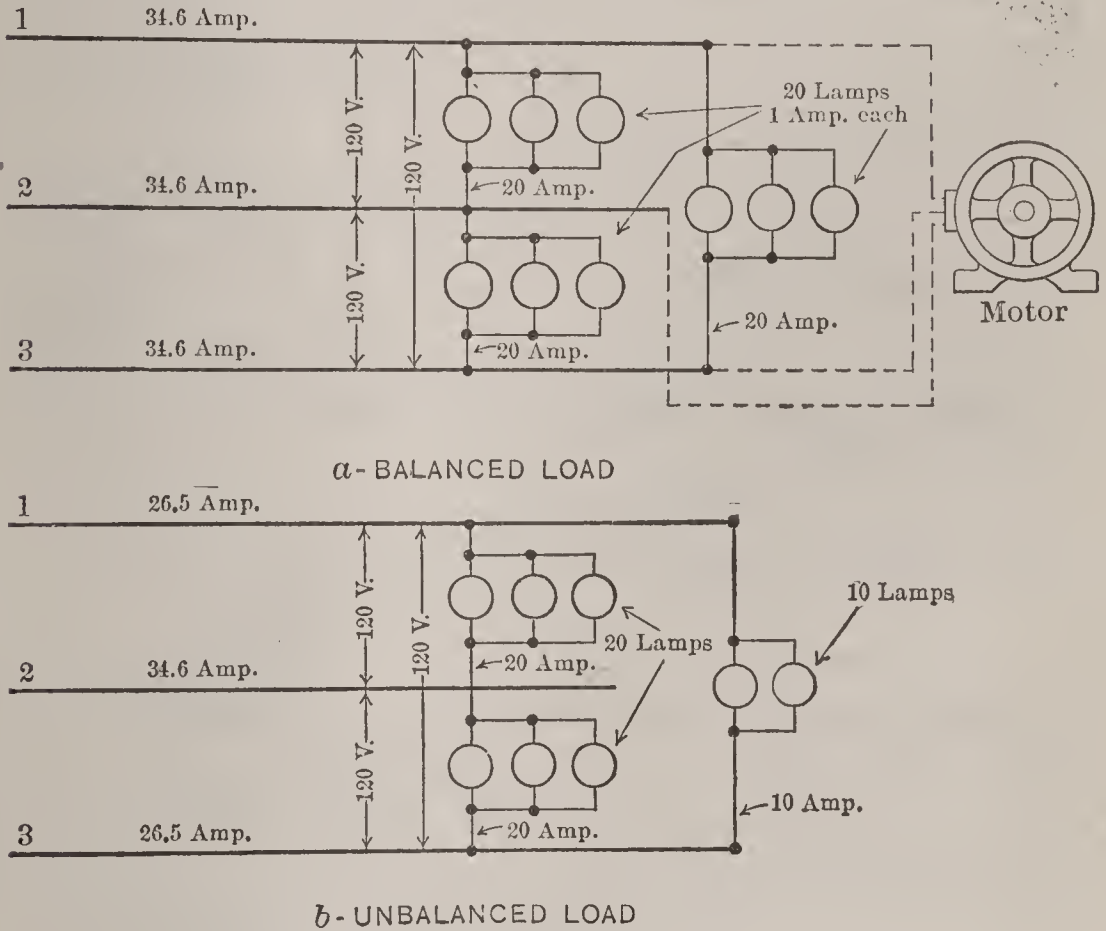 1 34.6 Amp.
120 V.
120 V.
20 Lamps
1 Amp. each
20 Amp.
2 34.6 Amp.
120 V.
20 Amp.
20 Amp.
Motor
3 34.6 Amp.
a-BALANCED LOAD
1 26.5 Amp.
120 V.
120 V.
10 Lamps
20 Lamps
20 Amp.
2 34.6 Amp.
120 V.
10 Amp.
20 Amp.
3 26.5 Amp.
b-UNBALANCED LOAD